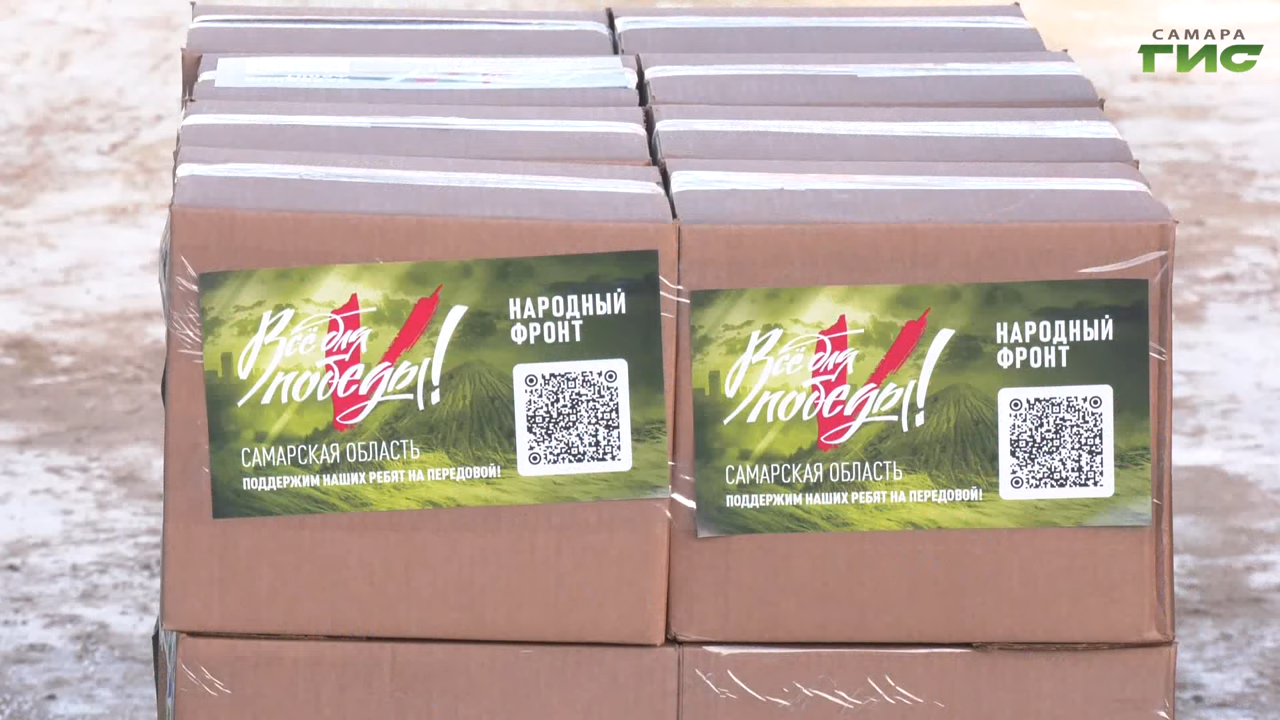 САМАРА
ГИС
Всё для
победы!
НАРОДНЫЙ
ФРОНТ
САМАРСКАЯ ОБЛАСТЬ
ПОДДЕРЖИМ НАШИХ РЕБЯТ НА ПЕРЕДОВОЙ!
Всё для
победы!
НАРОДНЫЙ
ФРОНТ
САМАРСКАЯ ОБЛАСТЬ
ПОДДЕРЖИМ НАШИХ РЕБЯТ НА ПЕРЕДОВОЙ!